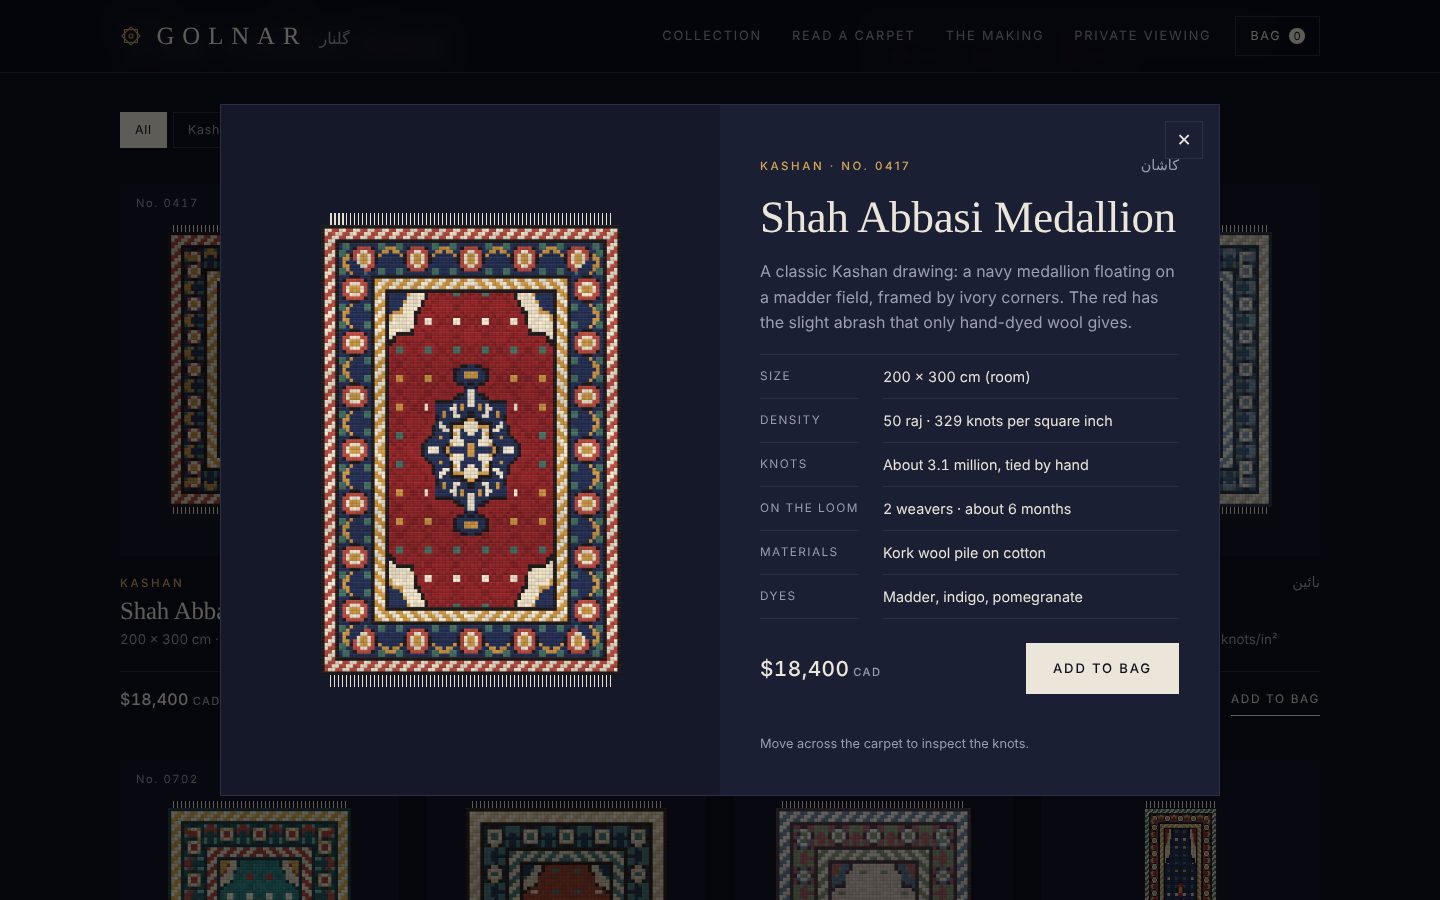 GOLNAR گلنار
COLLECTION
READ A CARPET
THE MAKING
PRIVATE VIEWING
BAG 0
All
Kash
No. 0417
KASHAN
Shah Abba
200 × 300 cm ·
$18,400 CAD
KASHAN · NO. 0417
کاشان
Shah Abbasi Medallion
A classic Kashan drawing: a navy medallion floating on
a madder field, framed by ivory corners. The red has
the slight abrash that only hand-dyed wool gives.
SIZE 200 × 300 cm (room)
DENSITY 50 raj · 329 knots per square inch
KNOTS About 3.1 million, tied by hand
ON THE LOOM 2 weavers · about 6 months
MATERIALS Kork wool pile on cotton
DYES Madder, indigo, pomegranate
$18,400 CAD
ADD TO BAG
Move across the carpet to inspect the knots.
نائین
knots/in²
ADD TO BAG
No. 0702